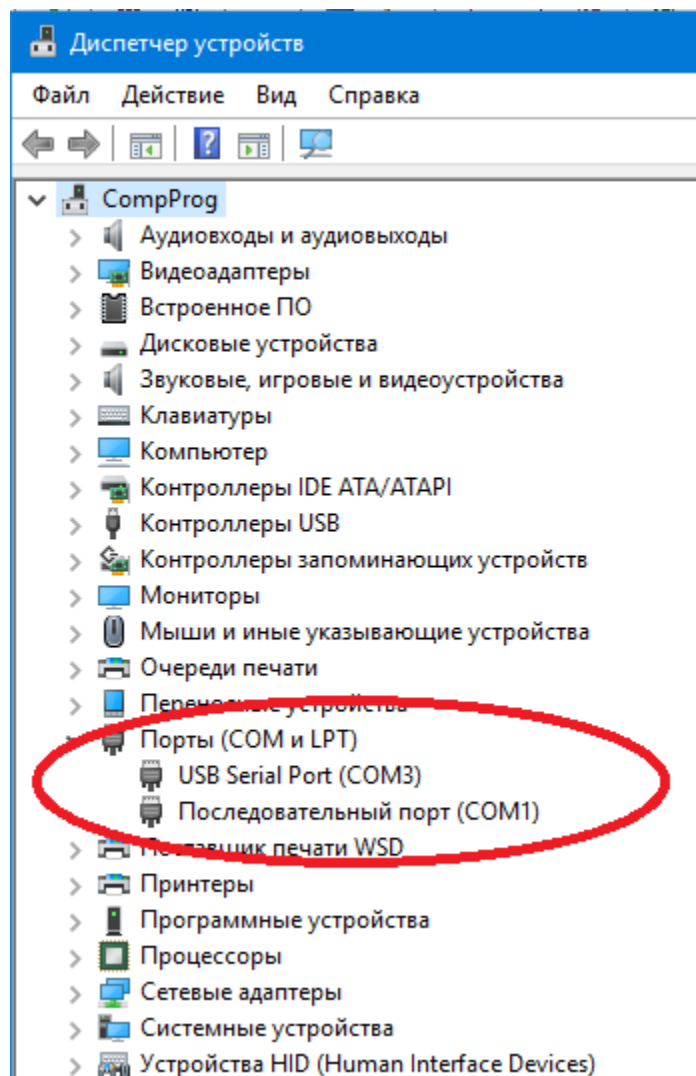 Диспетчер устройств
Файл Действие Вид Справка
CompProg
Аудиовходы и аудиовыходы
Видеоадаптеры
Встроенное ПО
Дисковые устройства
Звуковые, игровые и видеоустройства
Клавиатуры
Компьютер
Контроллеры IDE ATA/ATAPI
Контроллеры USB
Контроллеры запоминающих устройств
Мониторы
Мыши и иные указывающие устройства
Очереди печати
Переносные устройства
Порты (COM и LPT)
USB Serial Port (COM3)
Последовательный порт (COM1)
Поставщик печати WSD
Принтеры
Программные устройства
Процессоры
Сетевые адаптеры
Системные устройства
Устройства HID (Human Interface Devices)